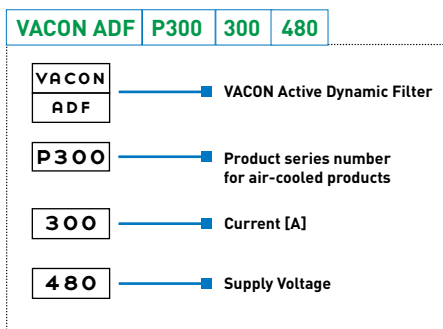 VACON ADF P300 300 480
VACON
ADF
VACON Active Dynamic Filter
P300
Product series number
for air-cooled products
300
Current [A]
480
Supply Voltage